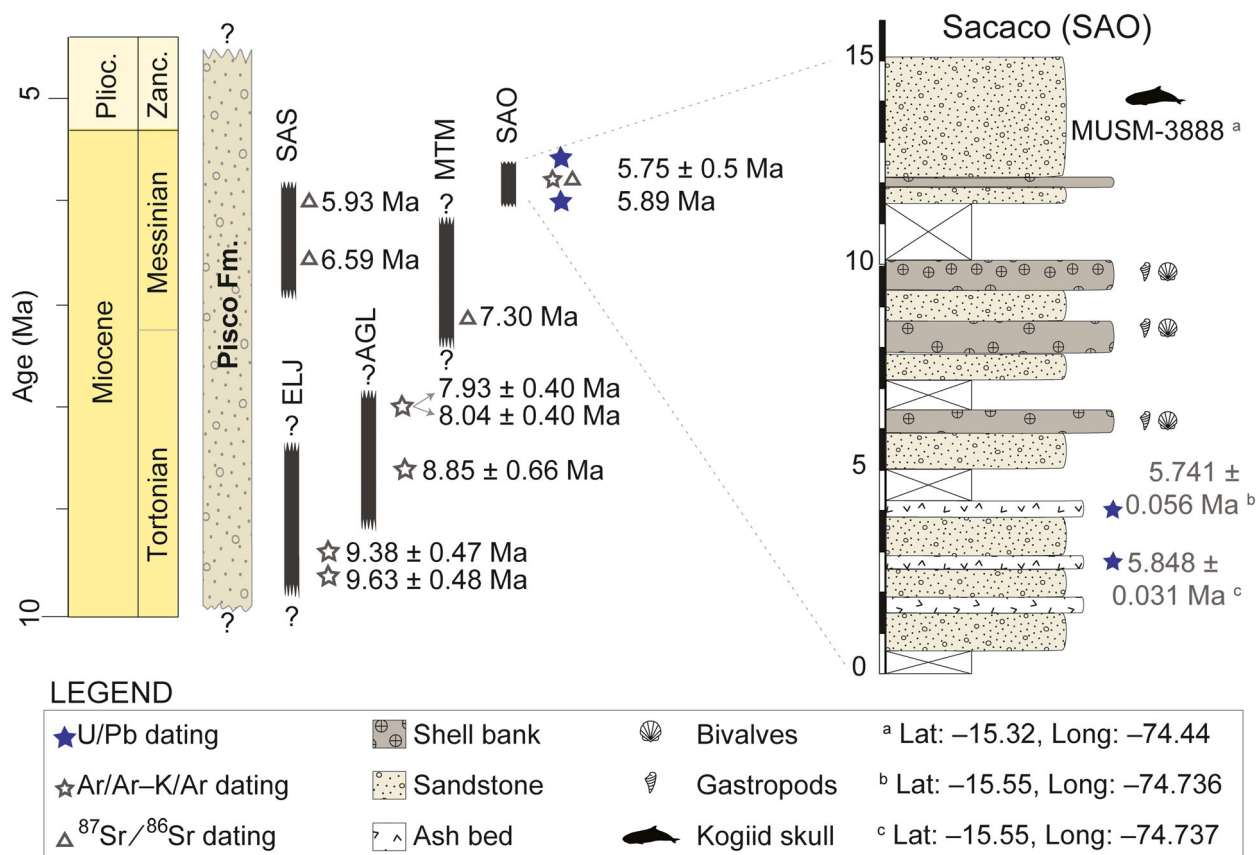 Age (Ma)
5
10
Plioc.
Zanc.
Miocene
Messinian
Tortonian
?
Pisco Fm.
?
SAS
5.93 Ma
6.59 Ma
ELJ
?
9.38 ± 0.47 Ma
9.63 ± 0.48 Ma
?
AGL
?
7.93 ± 0.40 Ma
8.04 ± 0.40 Ma
8.85 ± 0.66 Ma
MTM
?
7.30 Ma
?
SAO
5.75 ± 0.5 Ma
5.89 Ma
Sacaco (SAO)
15
10
5
0
MUSM-3888 a
5.741 ±
0.056 Ma b
5.848 ±
0.031 Ma c
LEGEND
U/Pb dating
Ar/Ar–K/Ar dating
87Sr/86Sr dating
Shell bank
Sandstone
Ash bed
Bivalves
Gastropods
Kogiid skull
a Lat: –15.32, Long: –74.44
b Lat: –15.55, Long: –74.736
c Lat: –15.55, Long: –74.737